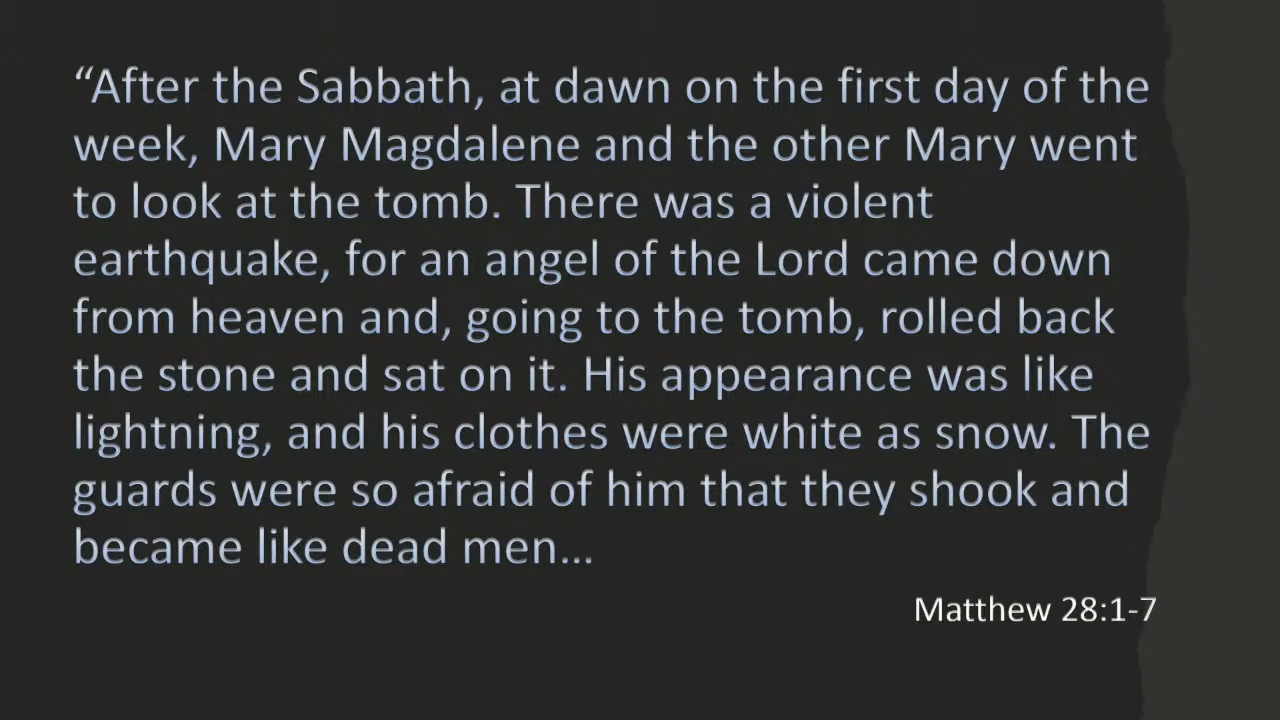 “After the Sabbath, at dawn on the first day of the
week, Mary Magdalene and the other Mary went
to look at the tomb. There was a violent
earthquake, for an angel of the Lord came down
from heaven and, going to the tomb, rolled back
the stone and sat on it. His appearance was like
lightning, and his clothes were white as snow. The
guards were so afraid of him that they shook and
became like dead men…
Matthew 28:1-7